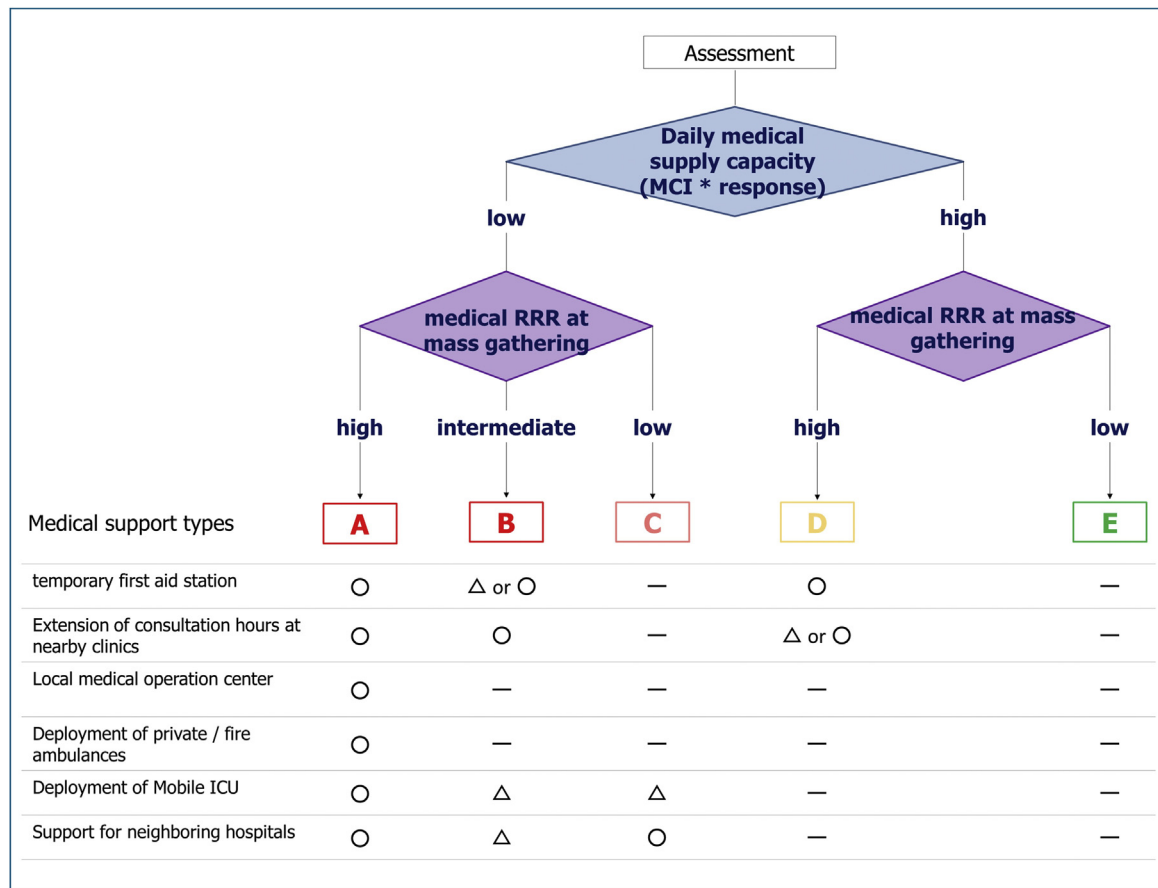 Assessment
Daily medical
supply capacity
(MCI * response)
low
high
medical RRR at
mass gathering
medical RRR at mass
gathering
high
intermediate
low
high
low
Medical support types
A
B
C
D
E
temporary first aid station
○
△ or ○
—
○
—
Extension of consultation hours at
nearby clinics
○
○
—
△ or ○
—
Local medical operation center
○
—
—
—
—
Deployment of private / fire
ambulances
○
—
—
—
—
Deployment of Mobile ICU
○
△
△
—
—
Support for neighboring hospitals
○
△
○
—
—